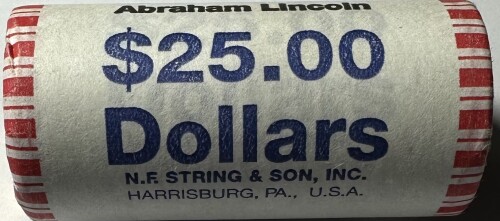 Abraham Lincoln
$25.00
Dollars
N.F. STRING & SON, INC.
HARRISBURG, PA., U.S.A.